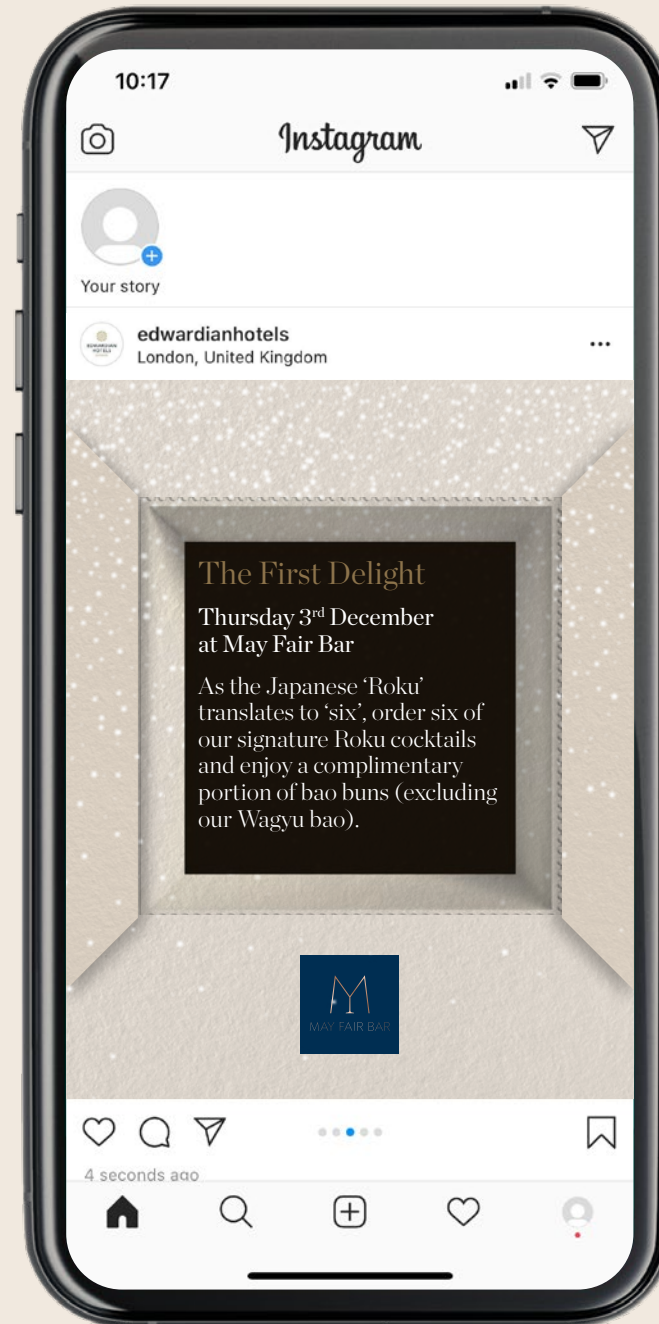 10:17
Instagram
Your story
edwardianhotels
London, United Kingdom
The First Delight
Thursday 3rd December
at May Fair Bar
As the Japanese ‘Roku’
translates to ‘six’, order six of
our signature Roku cocktails
and enjoy a complimentary
portion of bao buns (excluding
our Wagyu bao).
MAY FAIR BAR
4 seconds ago